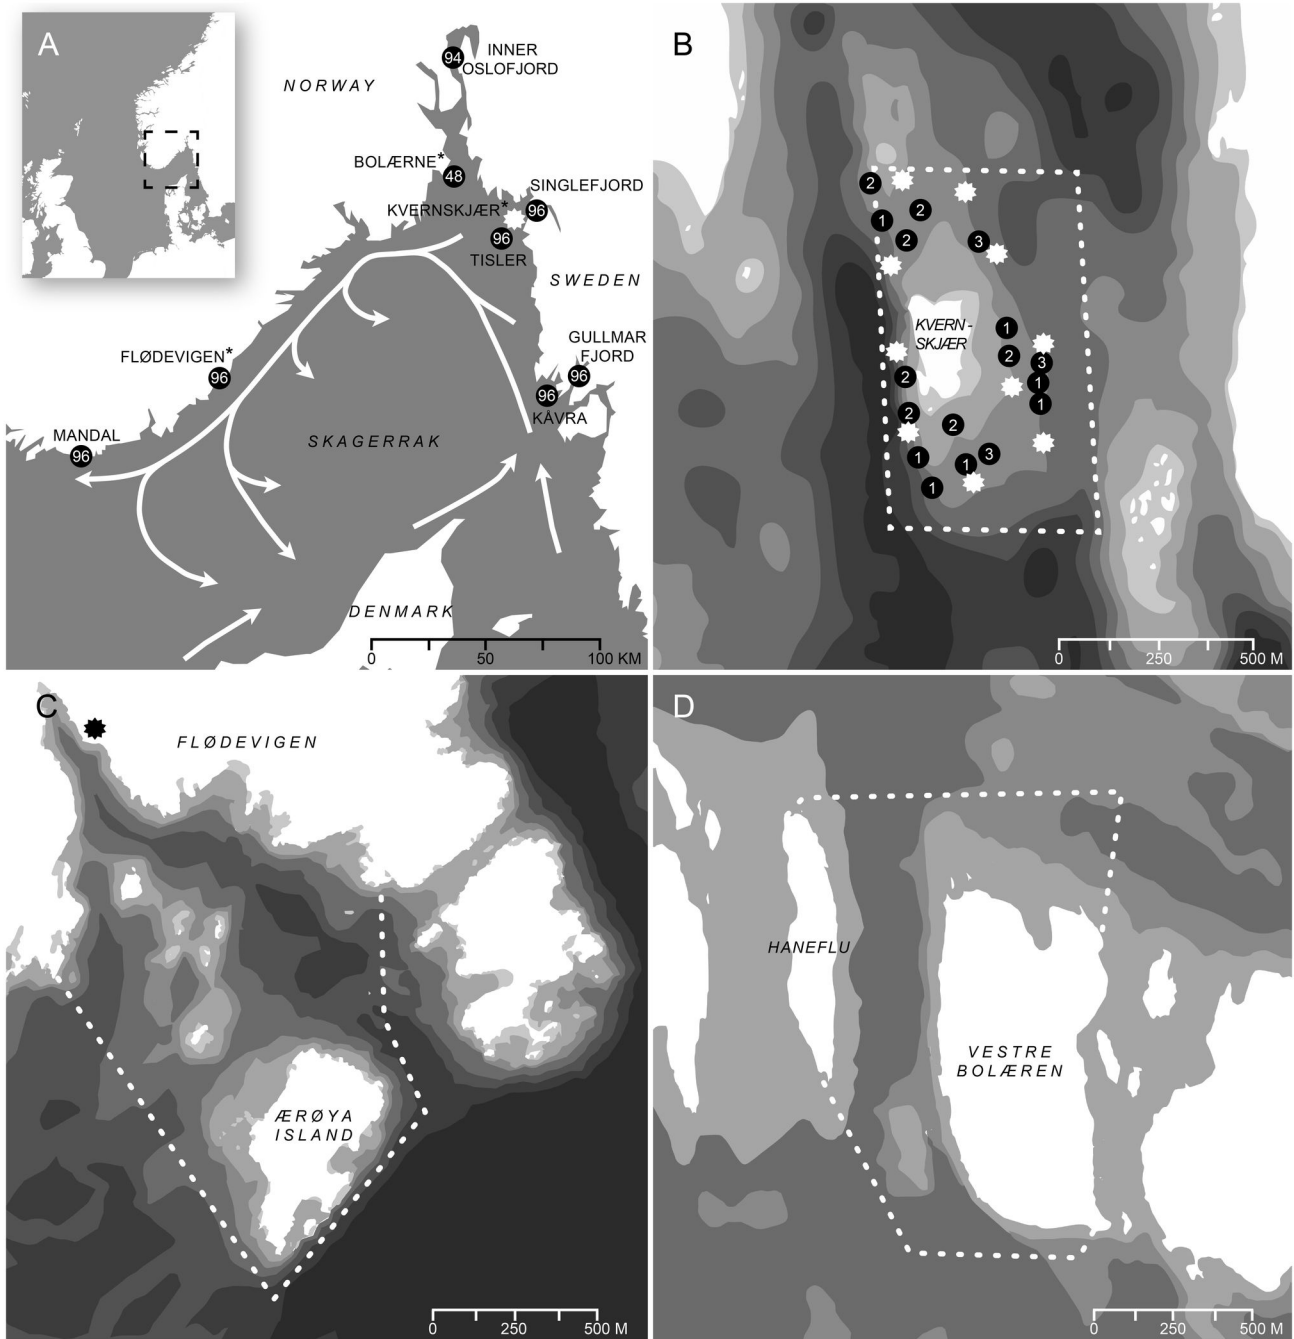 A
NORWAY
94
INNER
OSLOFJORD
BOLÆRNE*
48
SINGLEFJORD
KVERNSKJÆR*
96
96
TISLER
SWEDEN
FLØDEVIGEN*
96
GULLMAR
FJORD
96
96
KÅVRA
MANDAL
96
SKAGERRAK
DENMARK
0 50 100 KM
B
2
2
1
2
3
KVERN-
SKJÆR
1
2
3
2
1
1
2
2
1
1
3
1
0 250 500 M
C
FLØDEVIGEN
ÆRØYA
ISLAND
0 250 500 M
D
HANEFLU
VESTRE
BOLÆREN
0 250 500 M